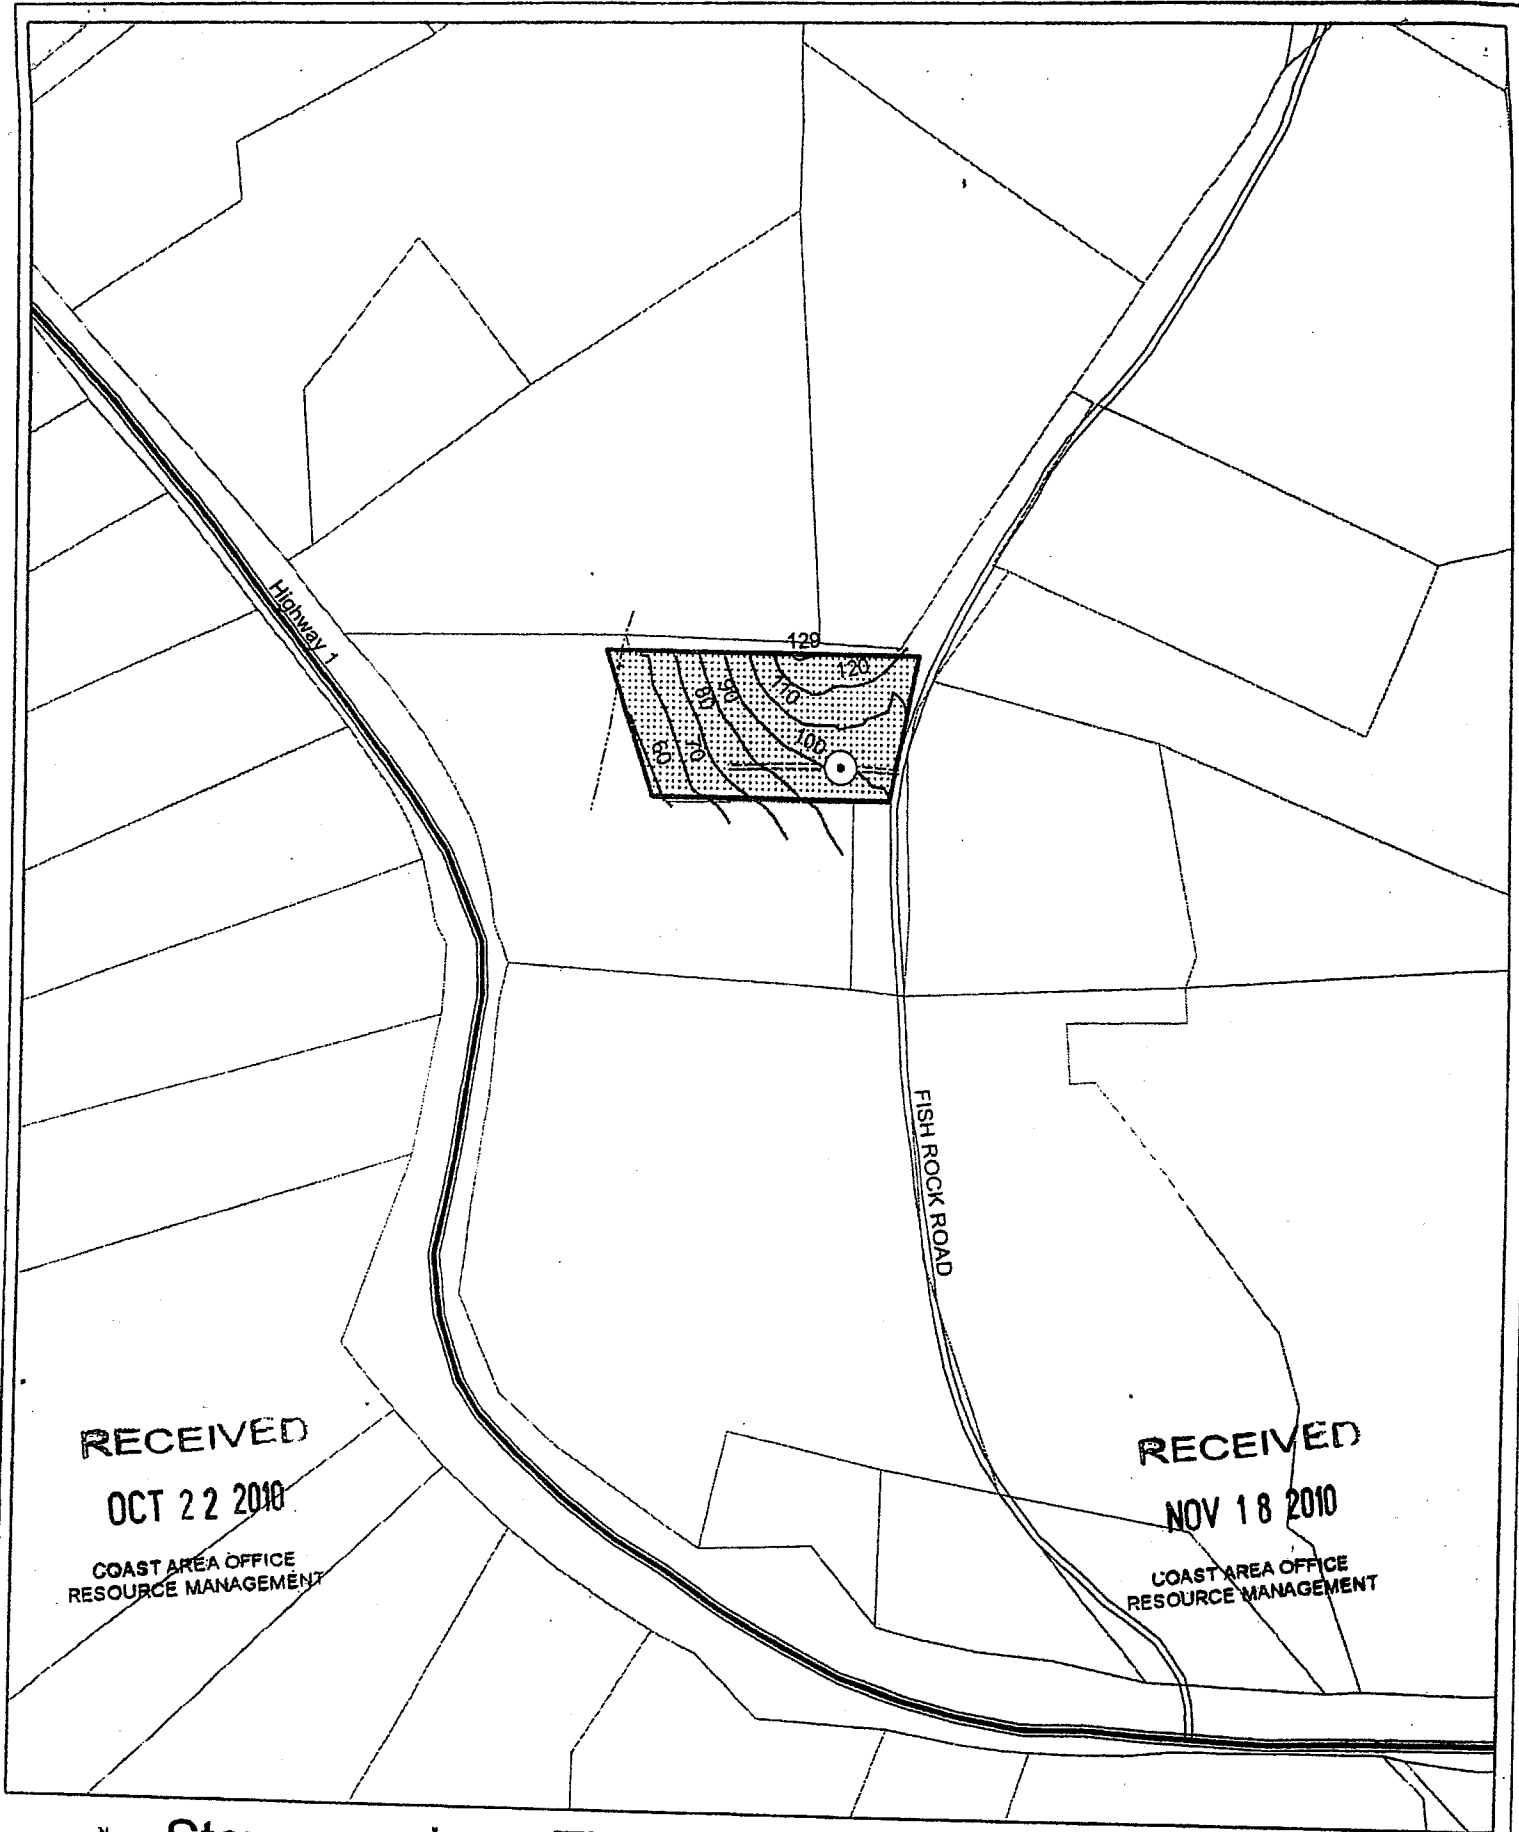 129
120
110
90
80
100
70
60
Highway 1
FISH ROCK ROAD
RECEIVED
OCT 22 2010
COAST AREA OFFICE
RESOURCE MANAGEMENT
RECEIVED
NOV 18 2010
COAST AREA OFFICE
RESOURCE MANAGEMENT